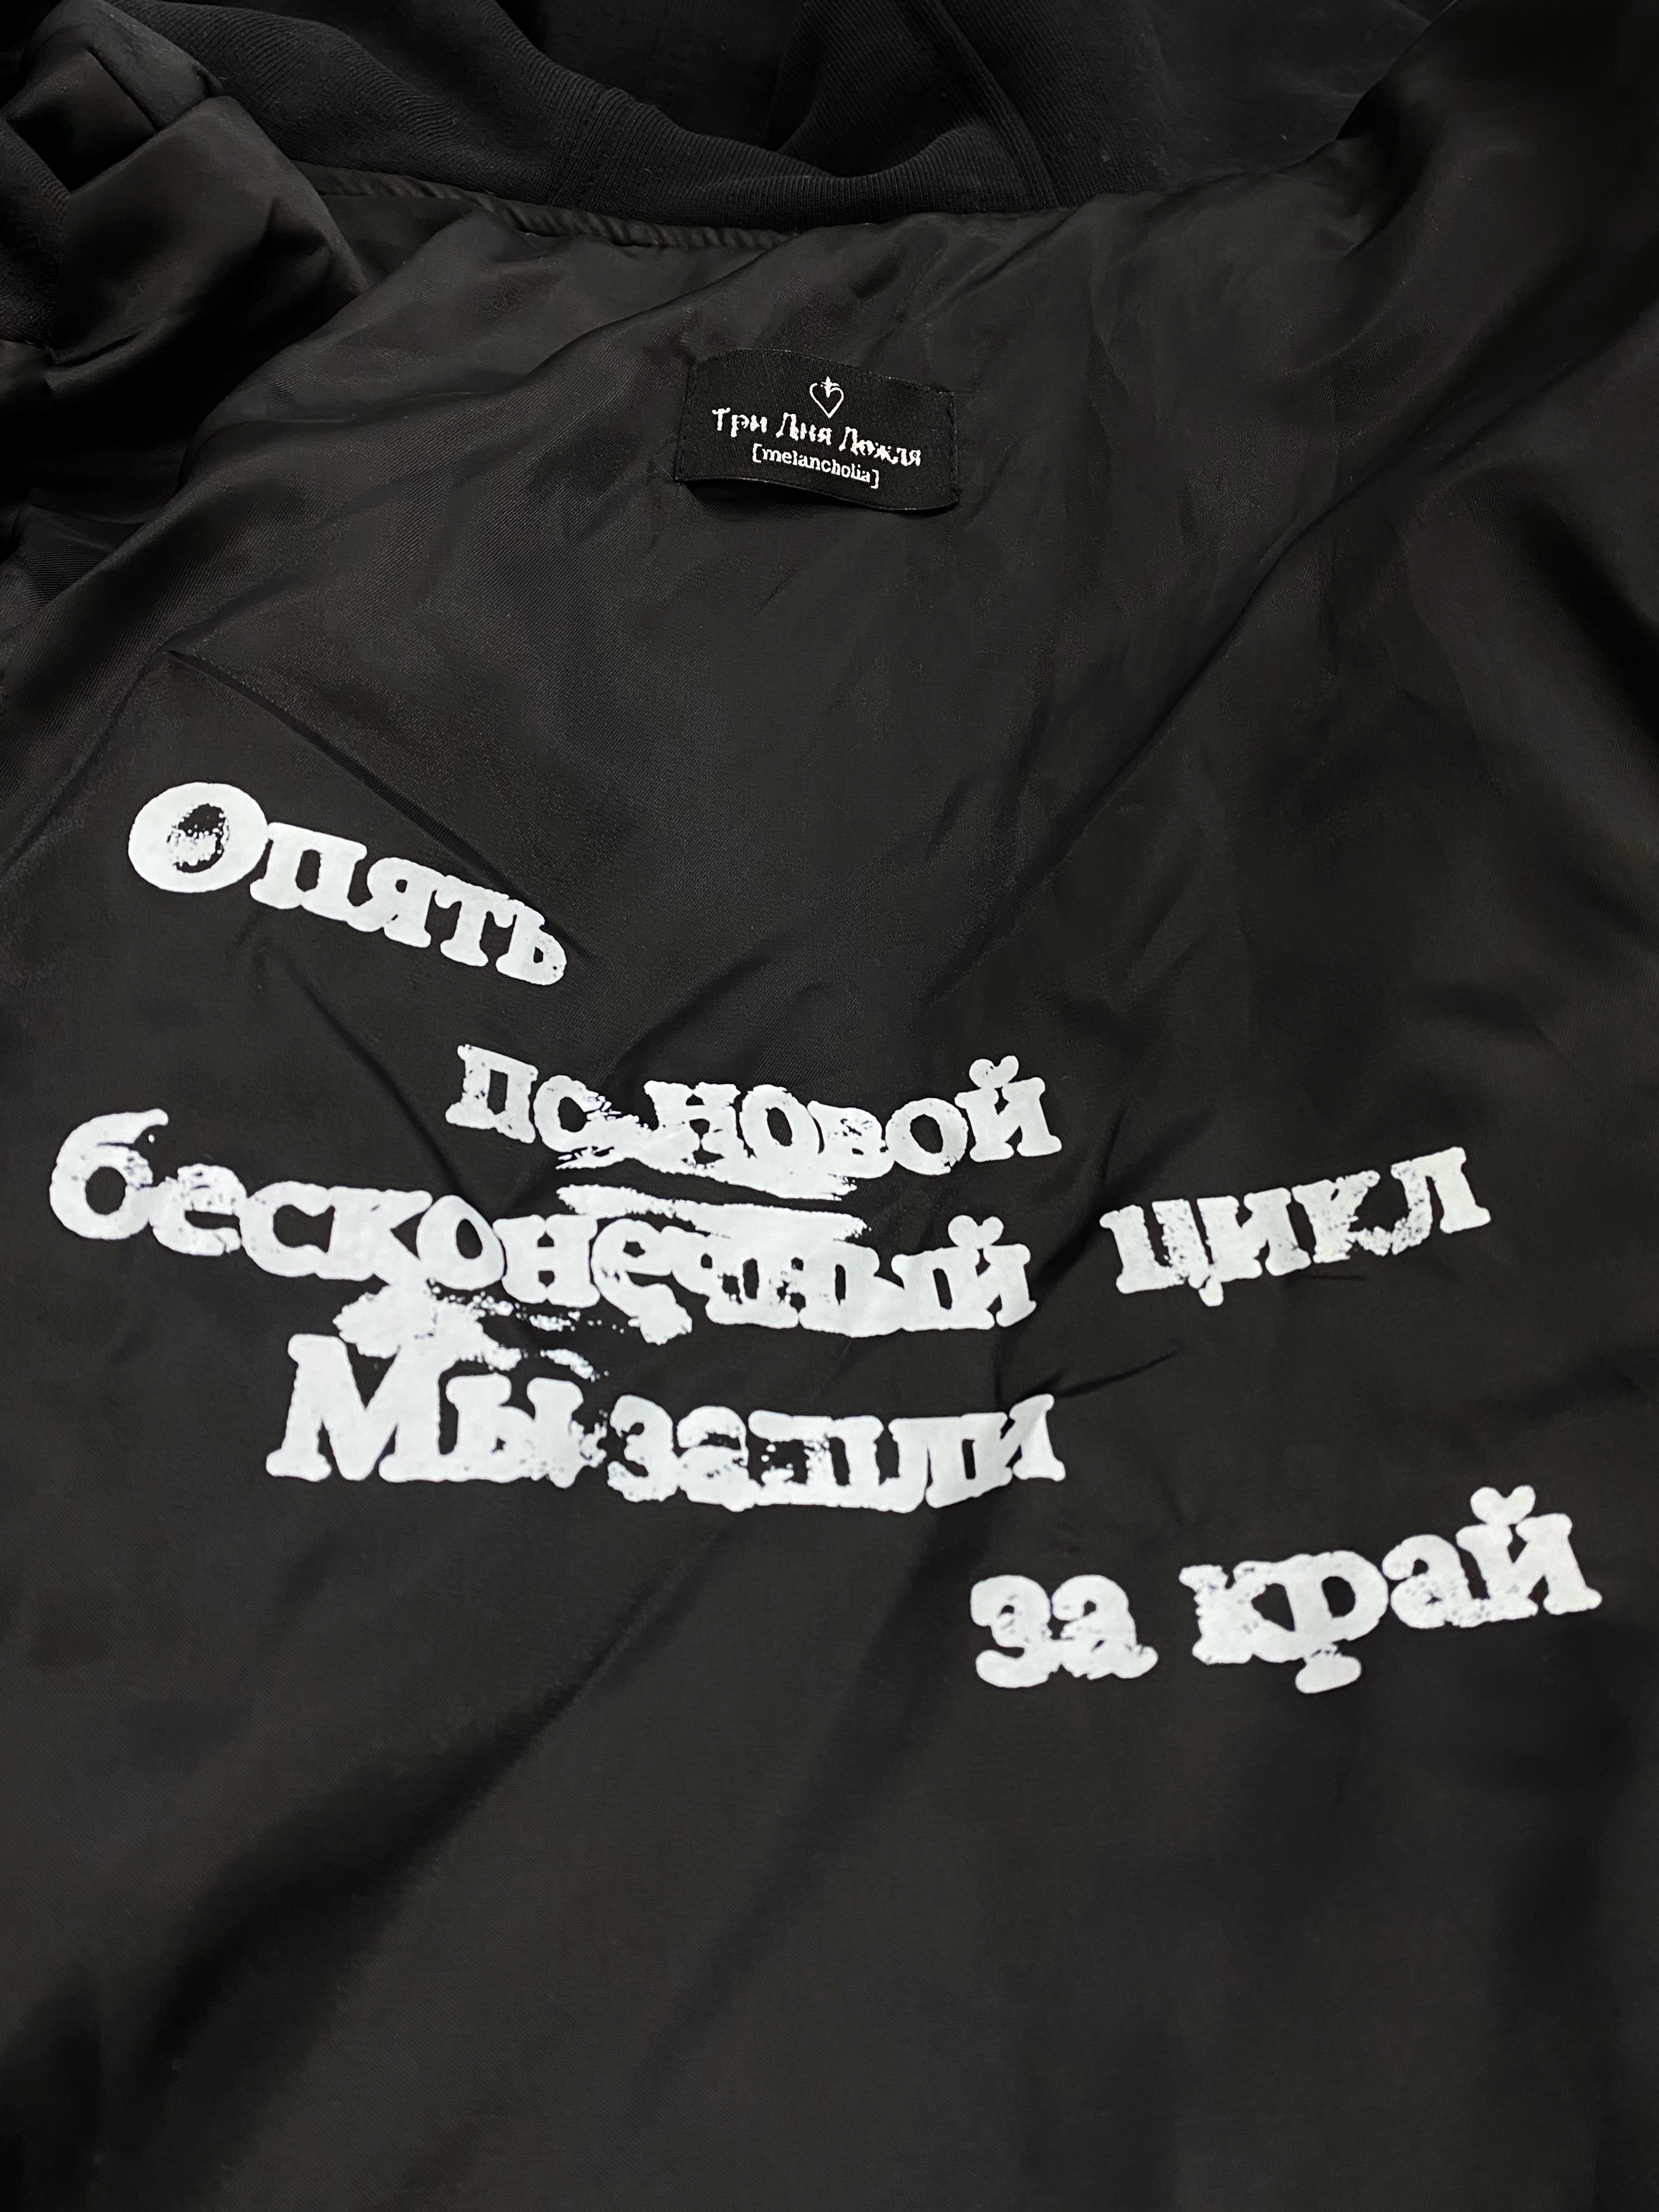 Три Дня Дождя
[melancholia]
Опять
по новой
бесконечный цикл
Мы зашли
за край